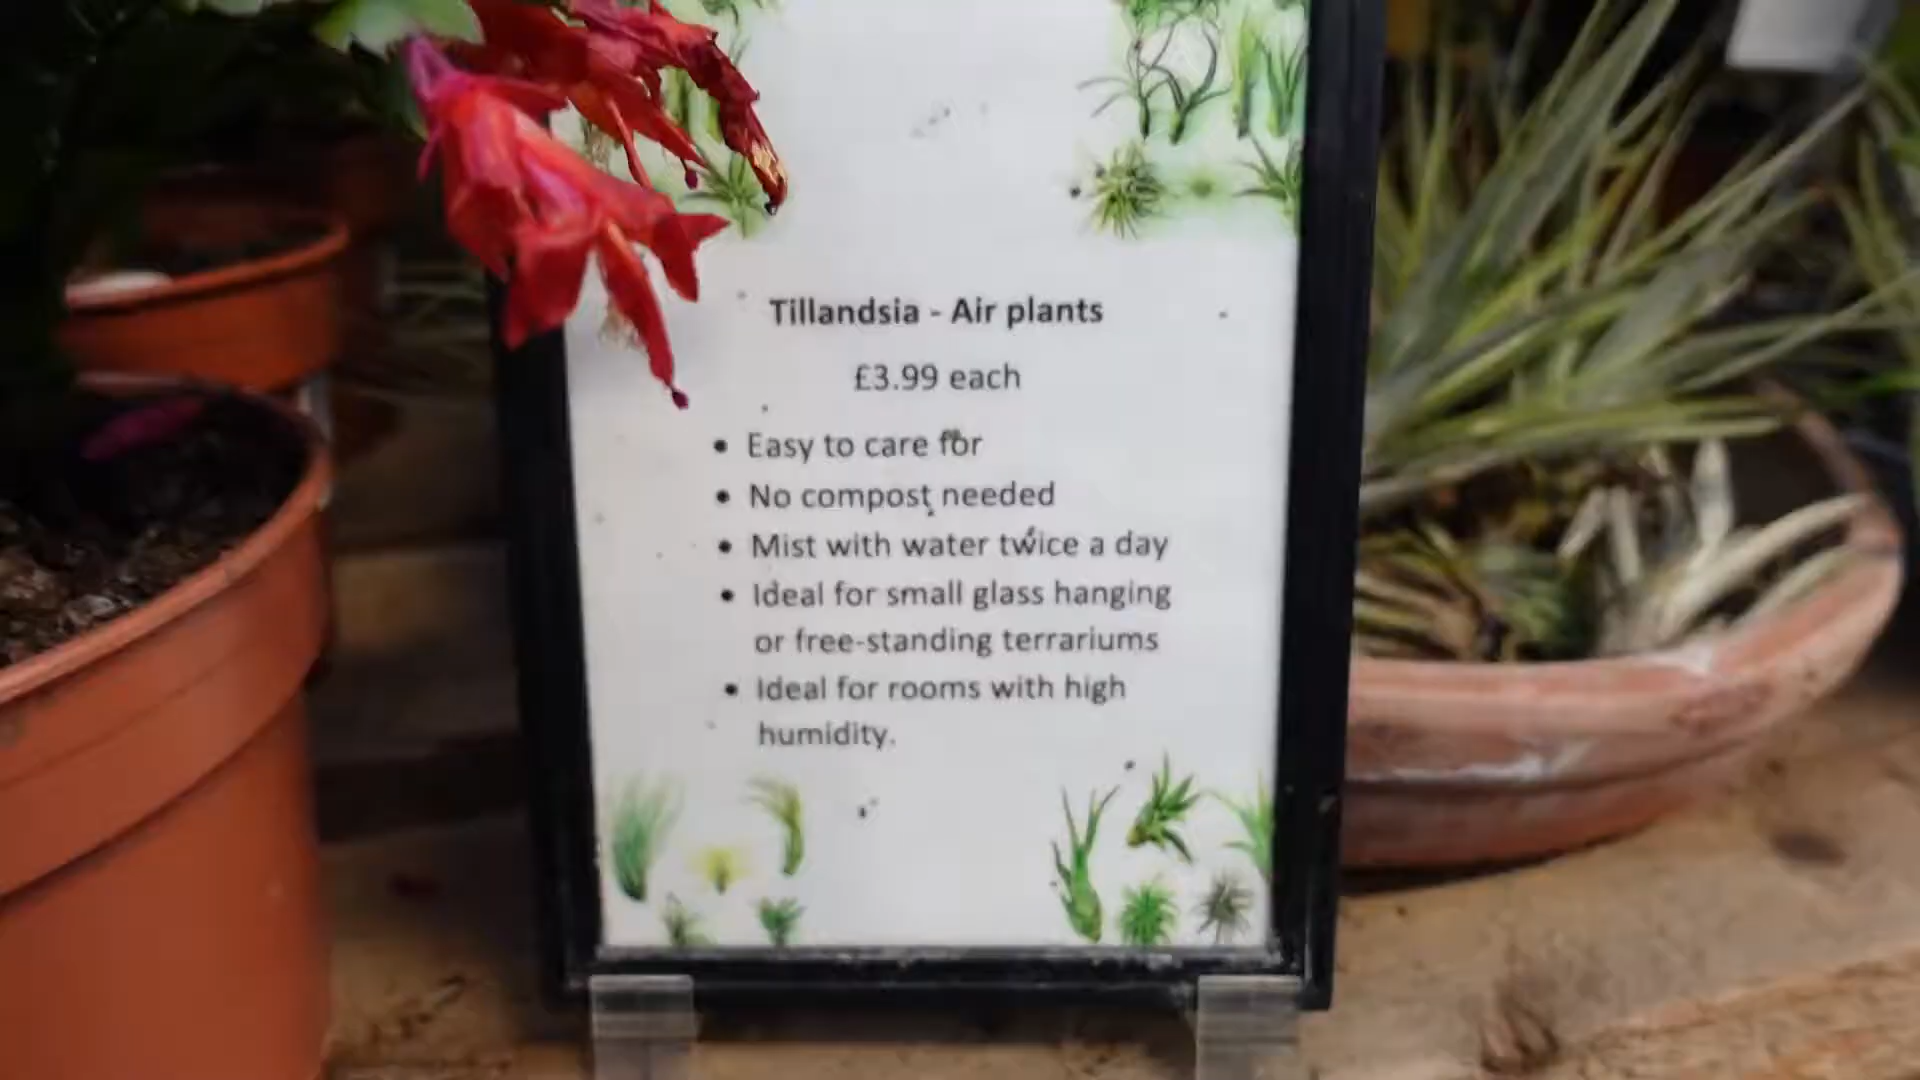 Tillandsia - Air plants
£3.99 each
• Easy to care for
• No compost needed
• Mist with water twice a day
• Ideal for small glass hanging
or free-standing terrariums
• Ideal for rooms with high
humidity.